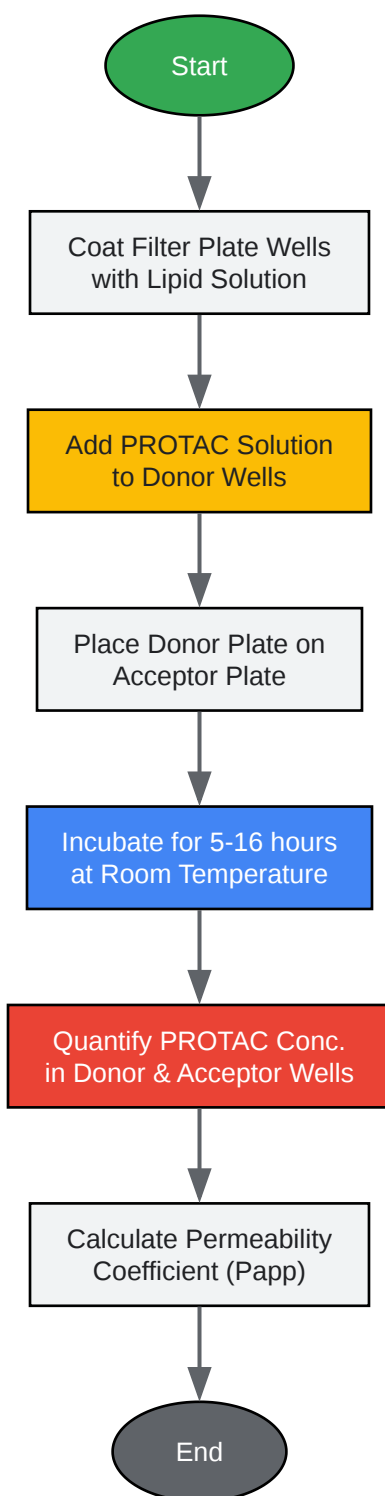 Start
Coat Filter Plate Wells
with Lipid Solution
Add PROTAC Solution
to Donor Wells
Place Donor Plate on
Acceptor Plate
Incubate for 5-16 hours
at Room Temperature
Quantify PROTAC Conc.
in Donor & Acceptor Wells
Calculate Permeability
Coefficient (Papp)
End